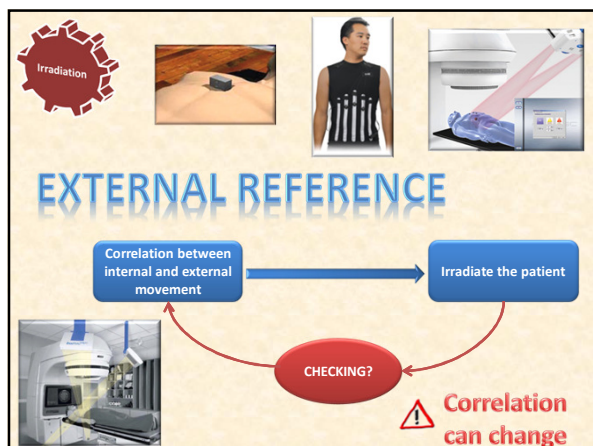 Irradiation
EXTERNAL REFERENCE
Correlation between
internal and external
movement
Irradiate the patient
CHECKING?
Correlation
can change